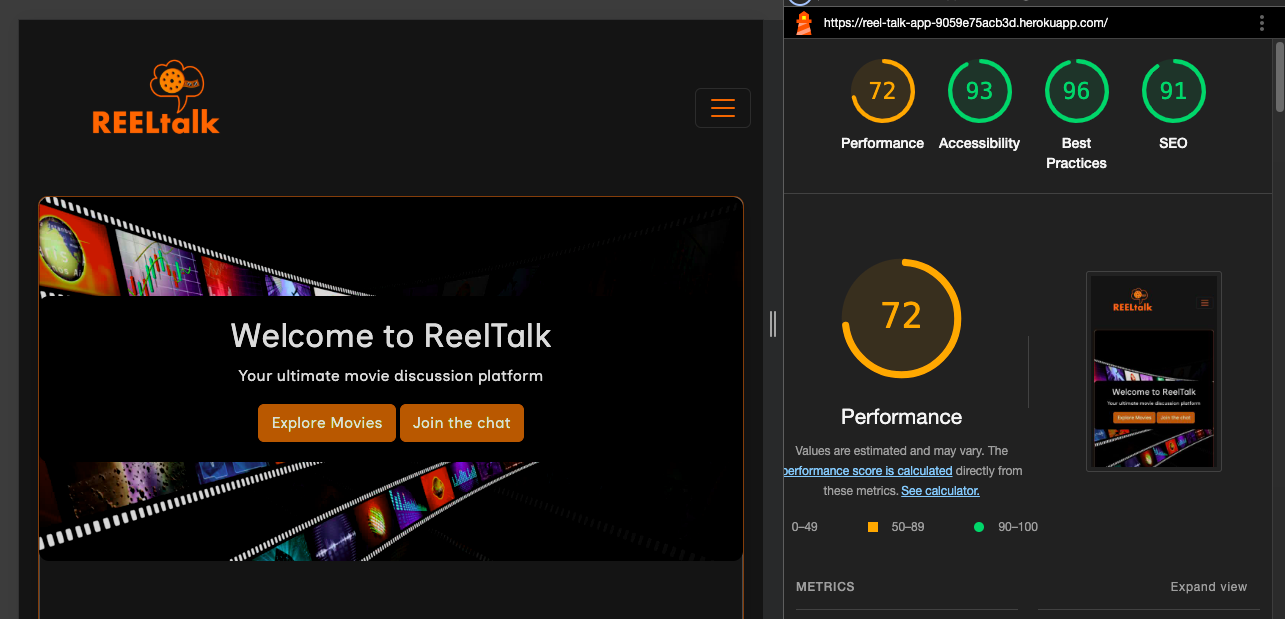 REELtalk
Welcome to ReelTalk
Your ultimate movie discussion platform
Explore Movies
Join the chat
https://reel-talk-app-9059e75acb3d.herokuapp.com/
72
93
96
91
Performance
Accessibility
Best
Practices
SEO
72
Performance
Values are estimated and may vary. The
performance score is calculated directly from
these metrics. See calculator.
0–49
50–89
90–100
REELtalk
Welcome to ReelTalk
Your ultimate movie discussion platform
Explore Movies
Join the chat
METRICS
Expand view